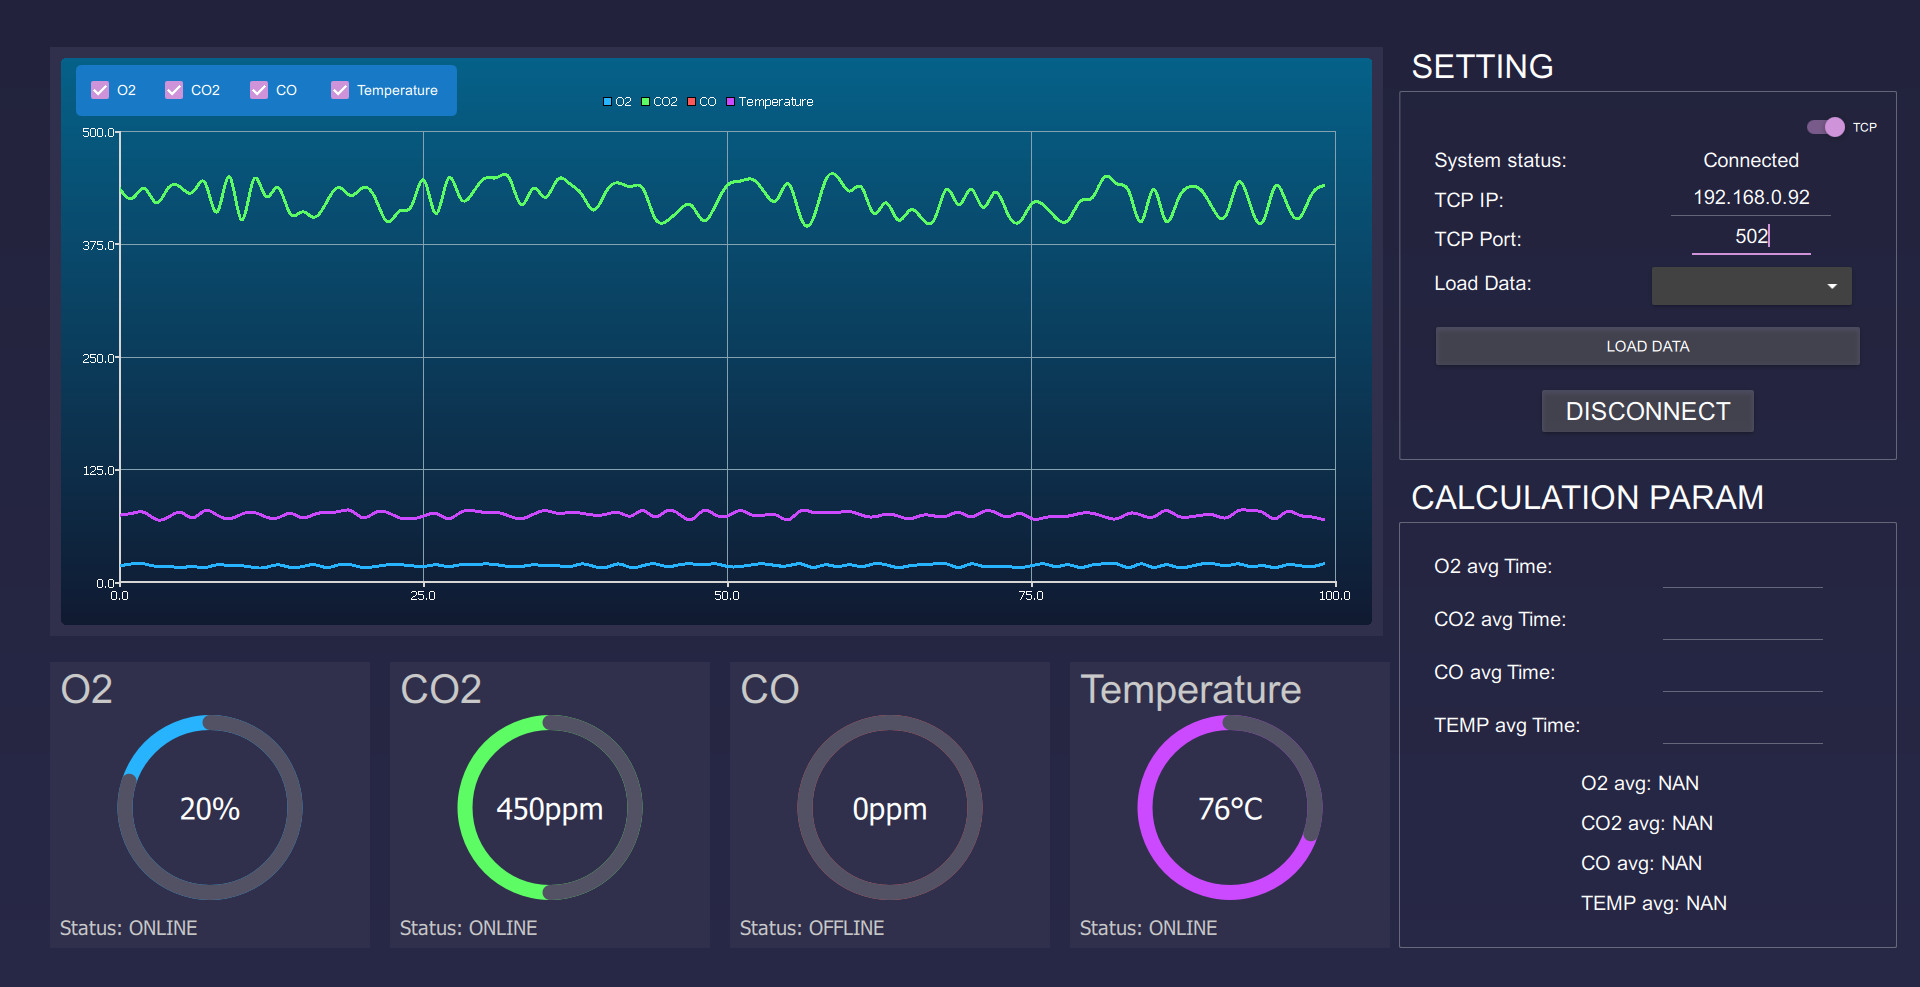 O2 CO2 CO Temperature
O2 CO2 CO Temperature
500.0
375.0
250.0
125.0
0.0
0.0 25.0 50.0 75.0 100.0
O2
20%
Status: ONLINE
CO2
450ppm
Status: ONLINE
CO
0ppm
Status: OFFLINE
Temperature
76°C
Status: ONLINE
SETTING
TCP
System status: Connected
TCP IP: 192.168.0.92
TCP Port: 502
Load Data:
LOAD DATA
DISCONNECT
CALCULATION PARAM
O2 avg Time:
CO2 avg Time:
CO avg Time:
TEMP avg Time:
O2 avg: NAN
CO2 avg: NAN
CO avg: NAN
TEMP avg: NAN